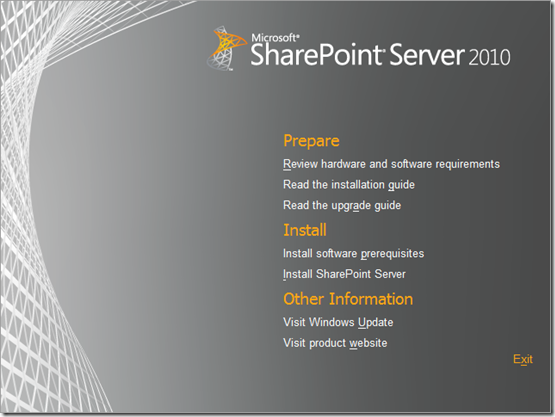 Microsoft®
SharePoint® Server 2010
Prepare
Review hardware and software requirements
Read the installation guide
Read the upgrade guide
Install
Install software prerequisites
Install SharePoint Server
Other Information
Visit Windows Update
Visit product website
Exit